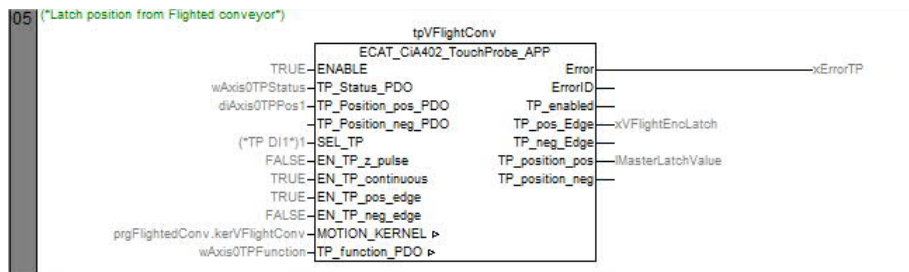 05
(*Latch position from Flighted conveyor*)
tpVFlightConv
ECAT_CiA402_TouchProbe_APP
TRUE ENABLE Error xErrorTP
wAxis0TPStatus TP_Status_PDO ErrorID
diAxis0TPPos1 TP_Position_pos_PDO TP_enabled
TP_Position_neg_PDO TP_pos_Edge xVFlightEncLatch
(*TP DI1*)1 SEL_TP TP_neg_Edge
FALSE EN_TP_z_pulse TP_position_pos lMasterLatchValue
TRUE EN_TP_continuous TP_position_neg
TRUE EN_TP_pos_edge
FALSE EN_TP_neg_edge
prgFlightedConv.kerVFlightConv MOTION_KERNEL
wAxis0TPFunction TP_function_PDO